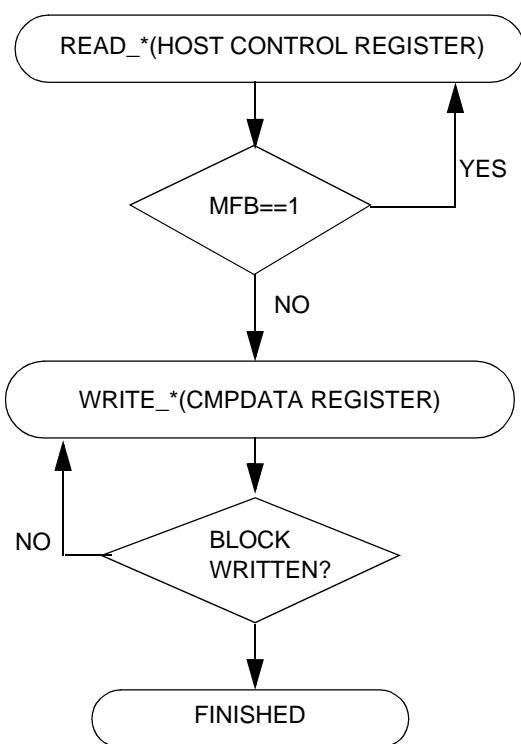 READ_*(HOST CONTROL REGISTER)
YES
MFB==1
NO
WRITE_*(CMPDATA REGISTER)
NO
BLOCK
WRITTEN?
FINISHED